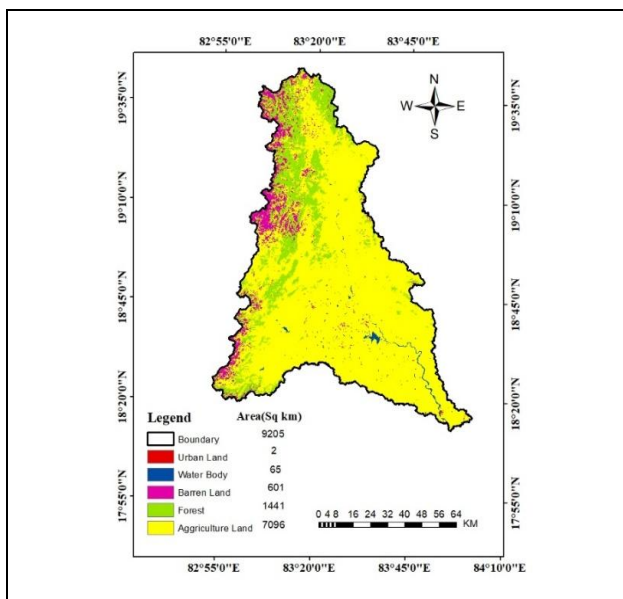 82°55'0"E 83°20'0"E 83°45'0"E
N
W E
S
19°35'0"N 19°35'0"N
19°10'0"N 19°10'0"N
18°45'0"N 18°45'0"N
18°20'0"N 18°20'0"N
17°55'0"N 17°55'0"N
Legend Area(Sq km)
Boundary 9205
Urban Land 2
Water Body 65
Barren Land 601
Forest 1441
Aggriculture Land 7096
0 4 8 16 24 32 40 48 56 64
KM
82°55'0"E 83°20'0"E 83°45'0"E 84°10'0"E